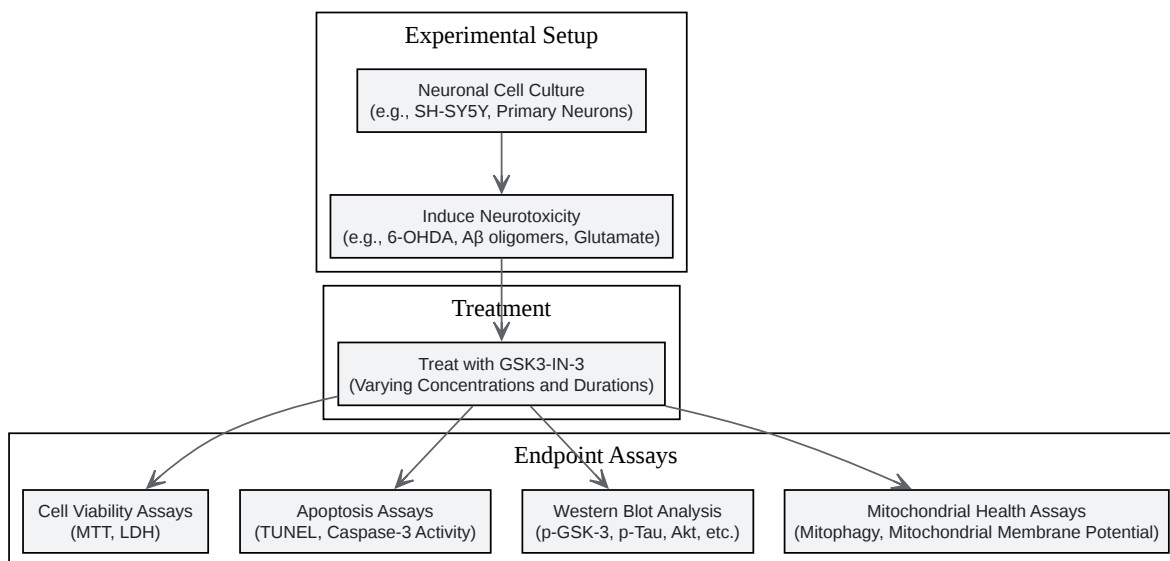 Experimental Setup
Neuronal Cell Culture
(e.g., SH-SY5Y, Primary Neurons)
Induce Neurotoxicity
(e.g., 6-OHDA, Aβ oligomers, Glutamate)
Treatment
Treat with GSK3-IN-3
(Varying Concentrations and Durations)
Endpoint Assays
Cell Viability Assays
(MTT, LDH)
Apoptosis Assays
(TUNEL, Caspase-3 Activity)
Western Blot Analysis
(p-GSK-3, p-Tau, Akt, etc.)
Mitochondrial Health Assays
(Mitophagy, Mitochondrial Membrane Potential)